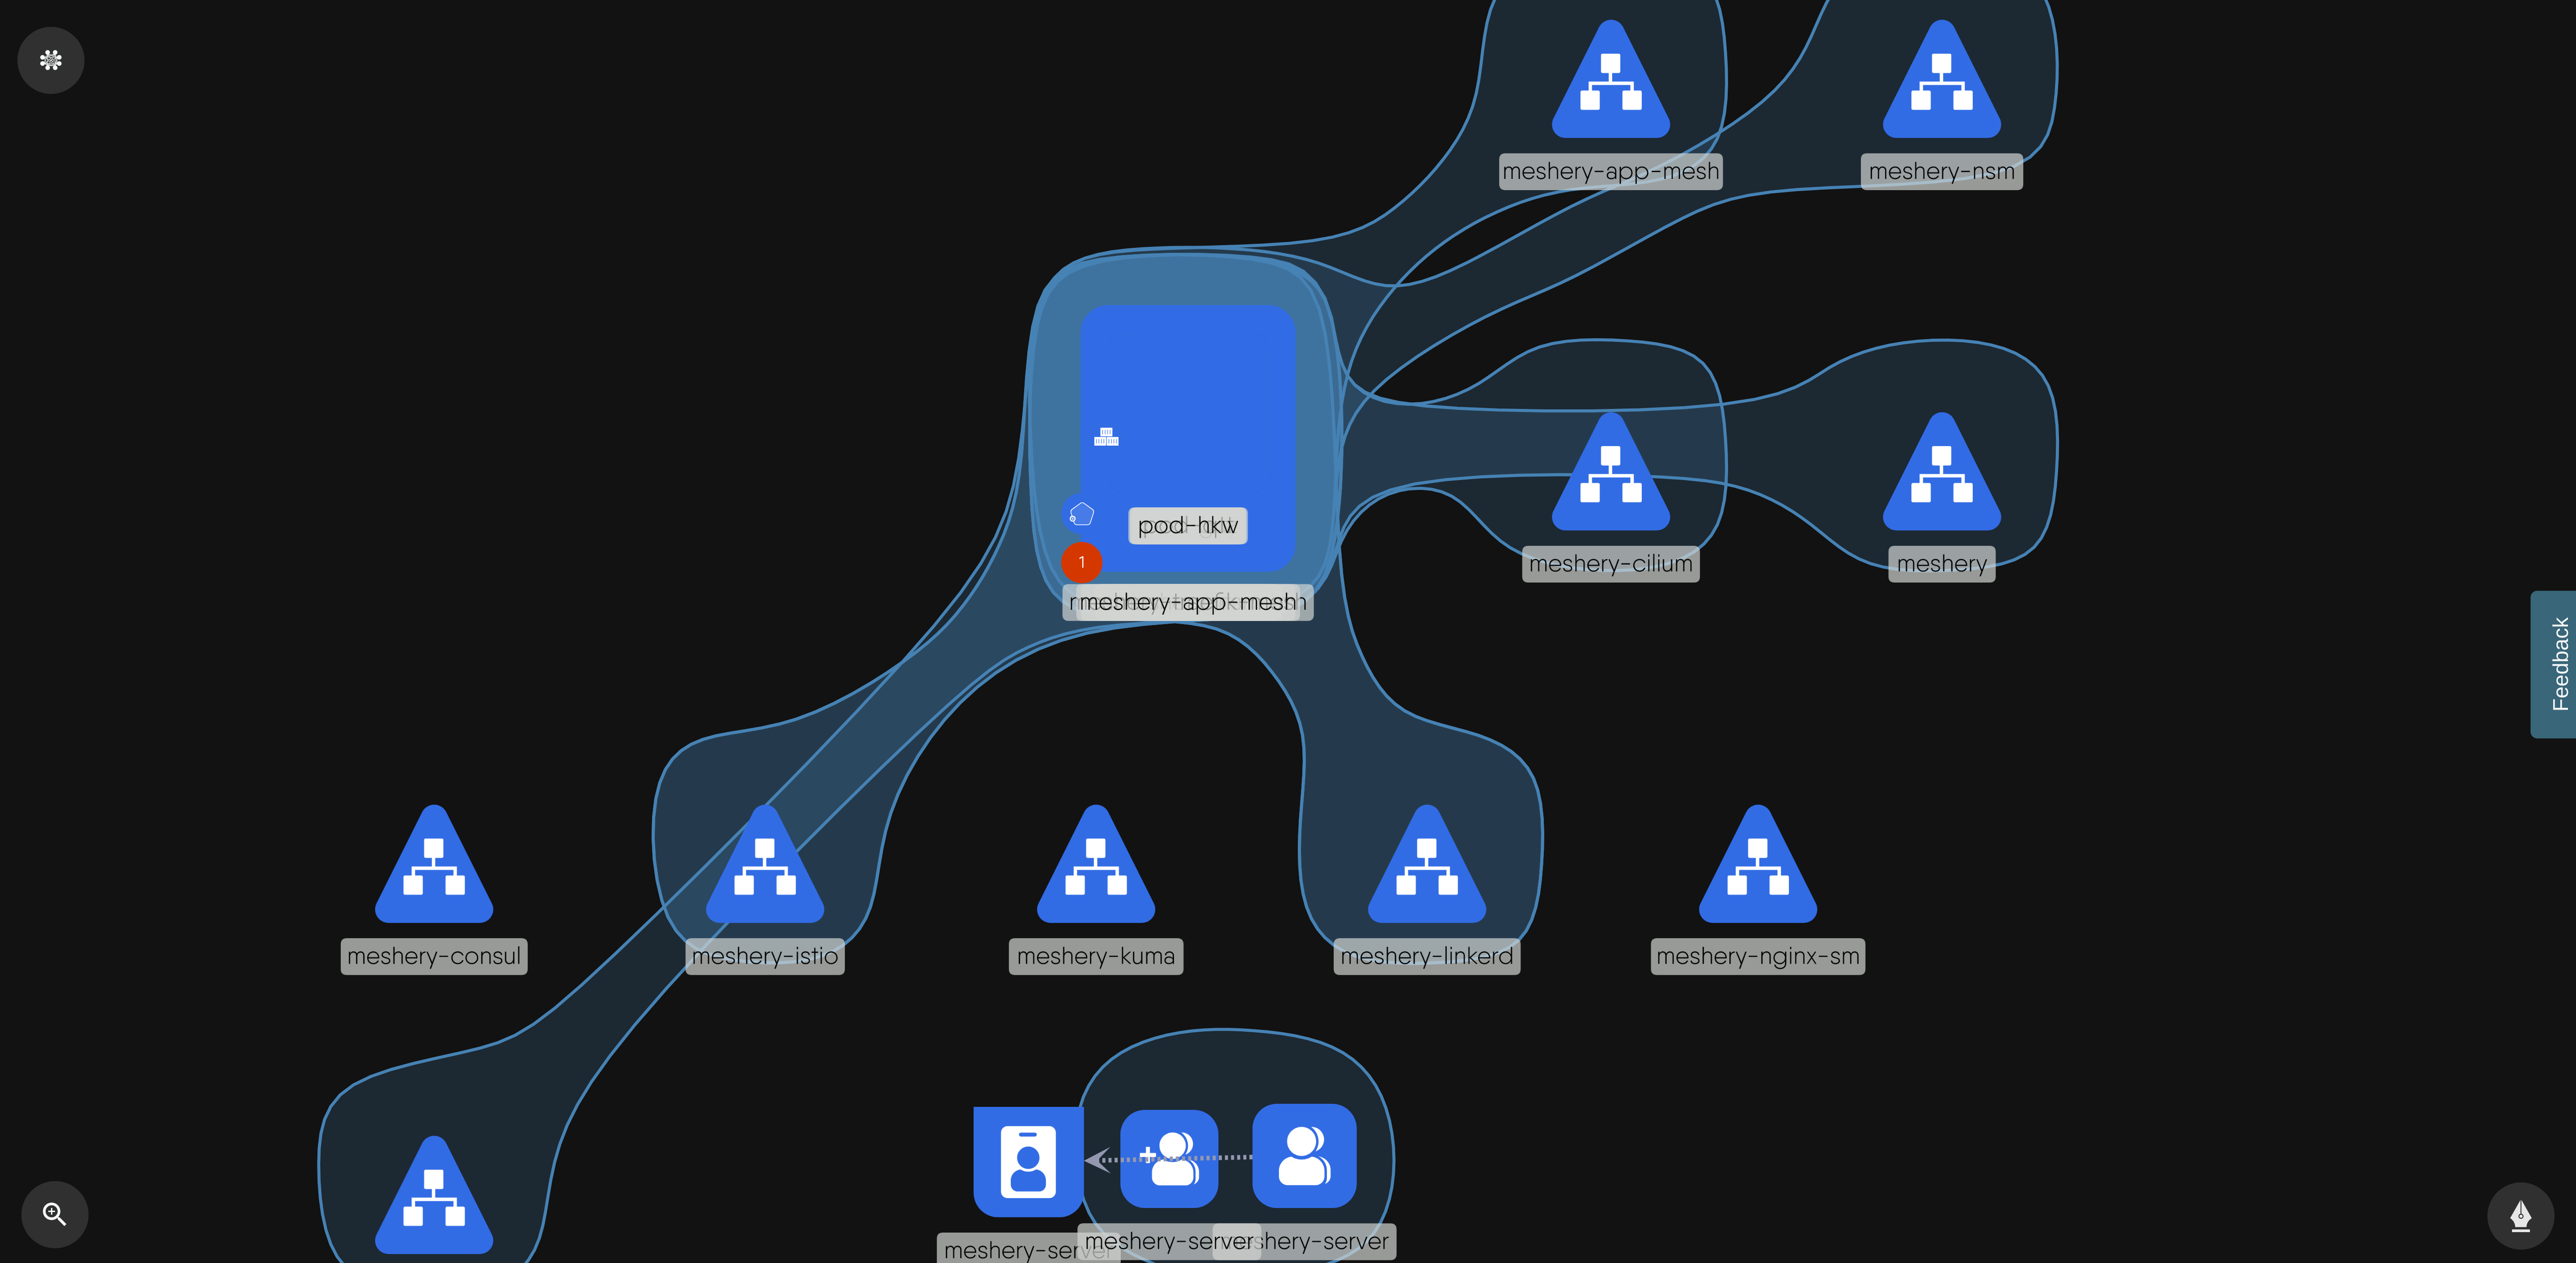 meshery-app-mesh
meshery-nsm
pod-hkw
meshery-cilium
meshery
1
meshery-app-mesh
Feedback
meshery-consul
meshery-istio
meshery-kuma
meshery-linkerd
meshery-nginx-sm
meshery-server
meshery-server
meshery-server